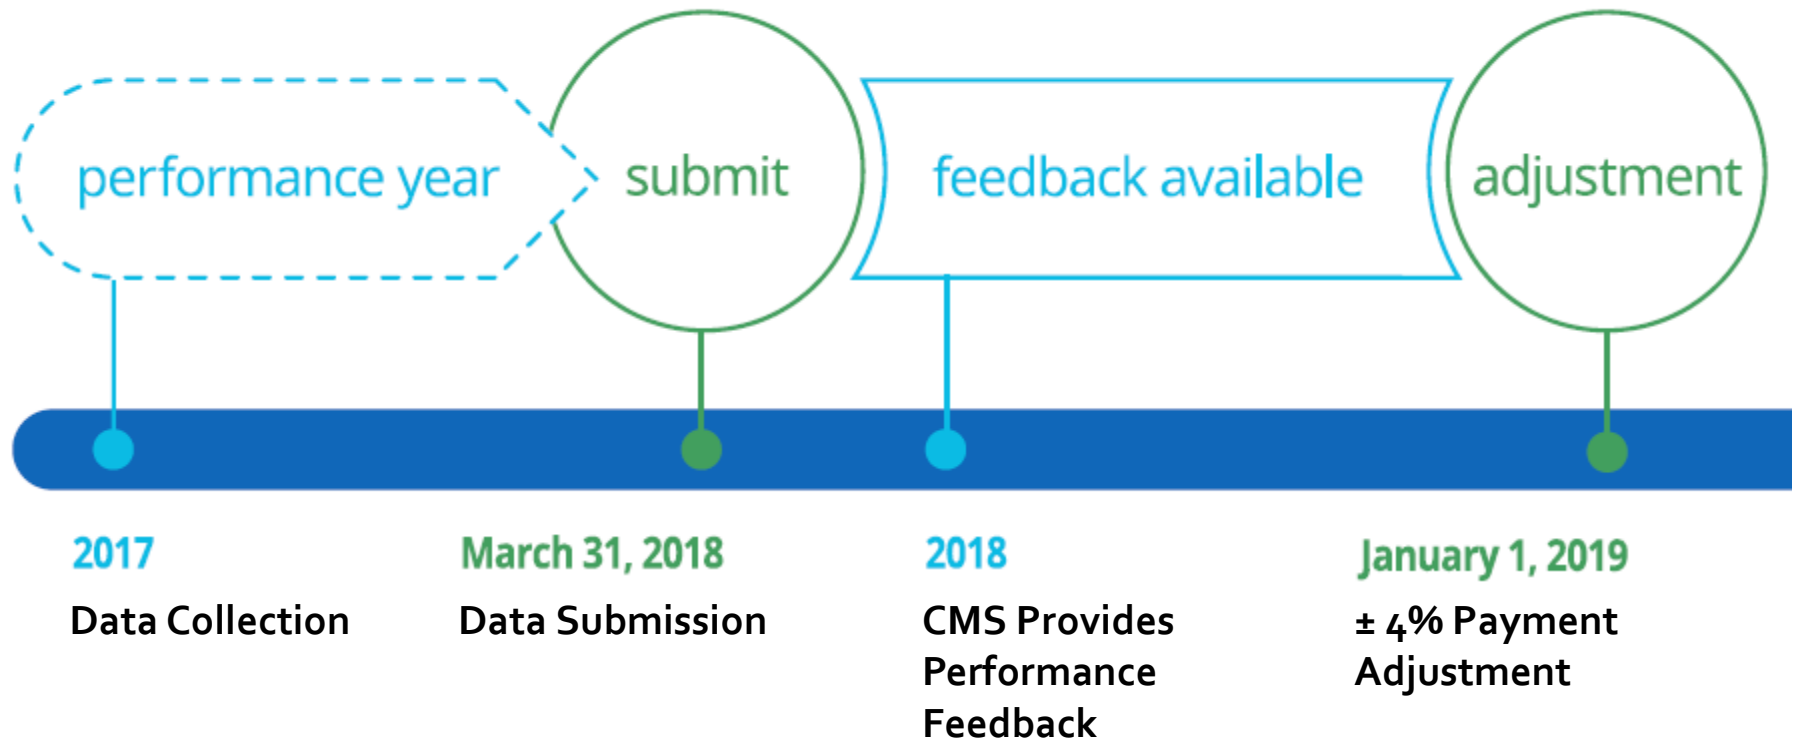 performance year
submit
feedback available
adjustment
2017
Data Collection
March 31, 2018
Data Submission
2018
CMS Provides
Performance
Feedback
January 1, 2019
± 4% Payment
Adjustment